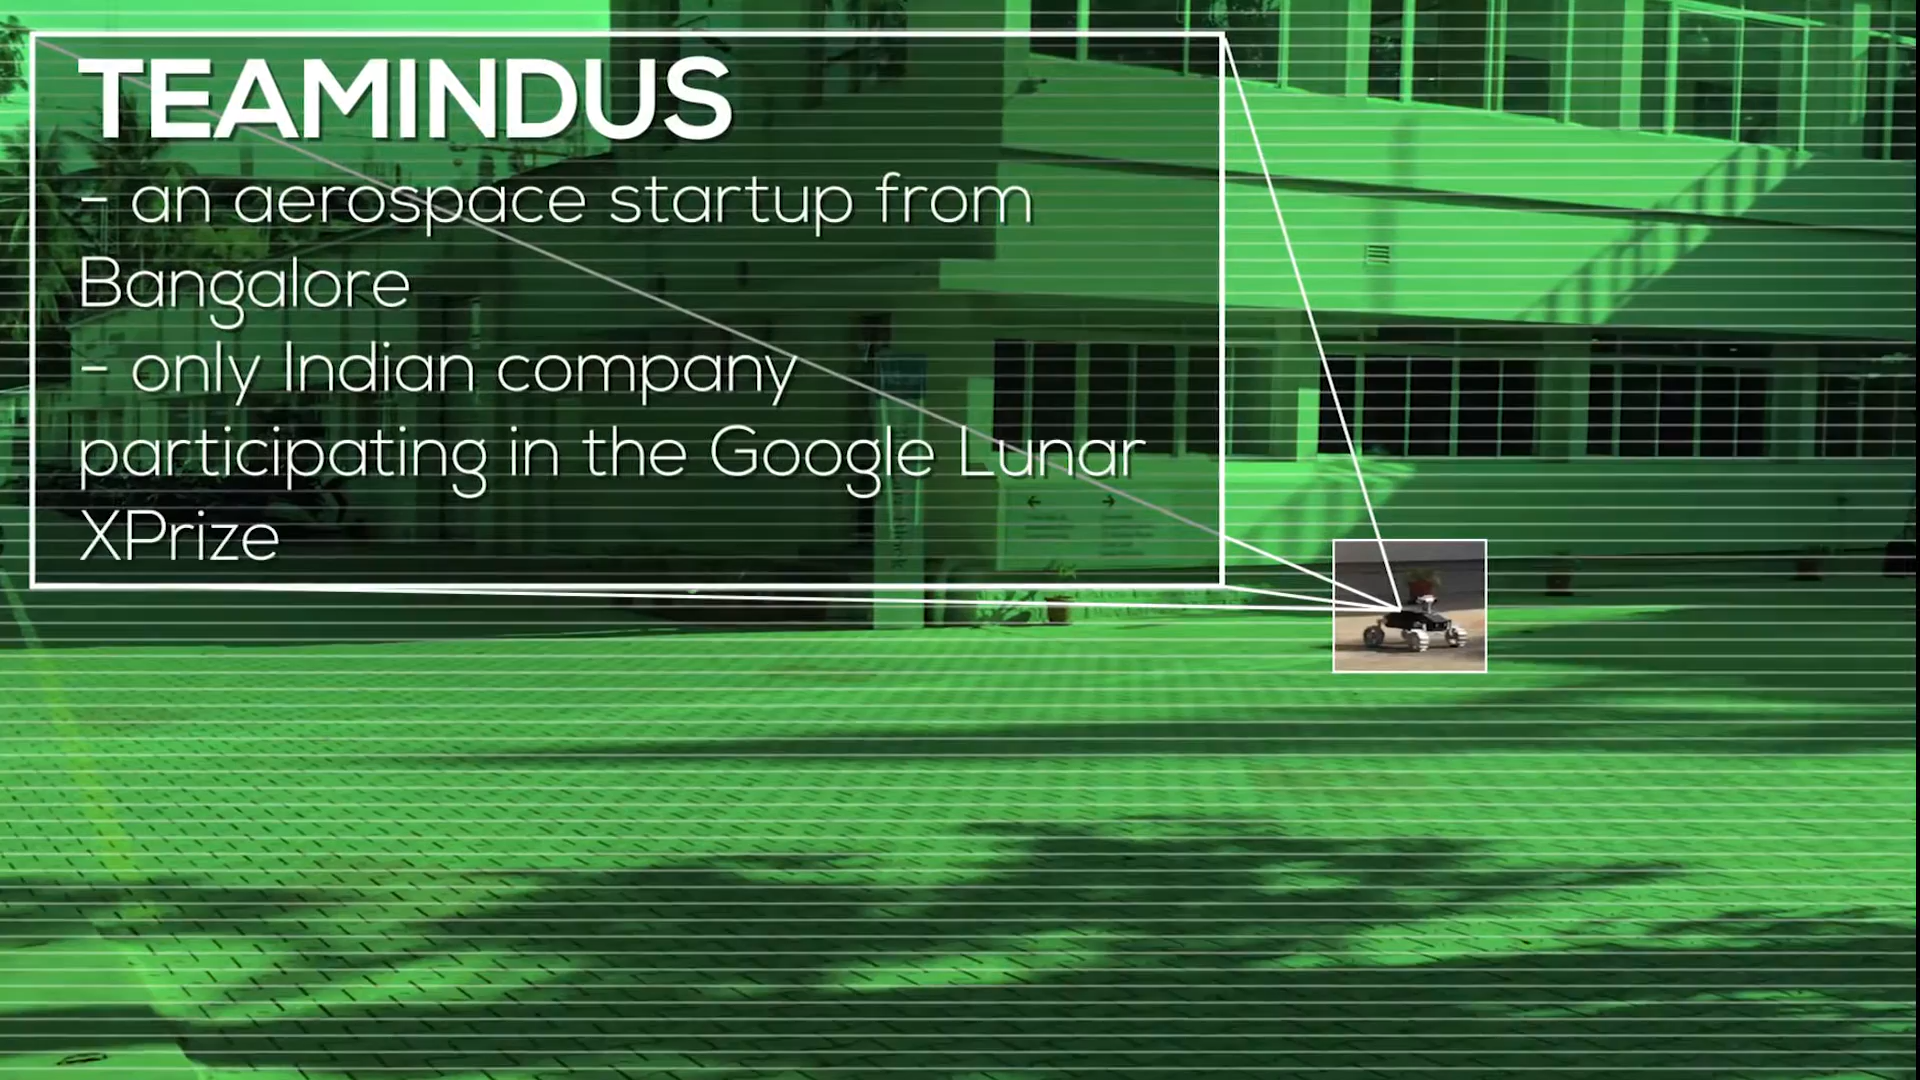 TEAMINDUS
- an aerospace startup from
Bangalore
- only Indian company
participating in the Google Lunar
XPrize